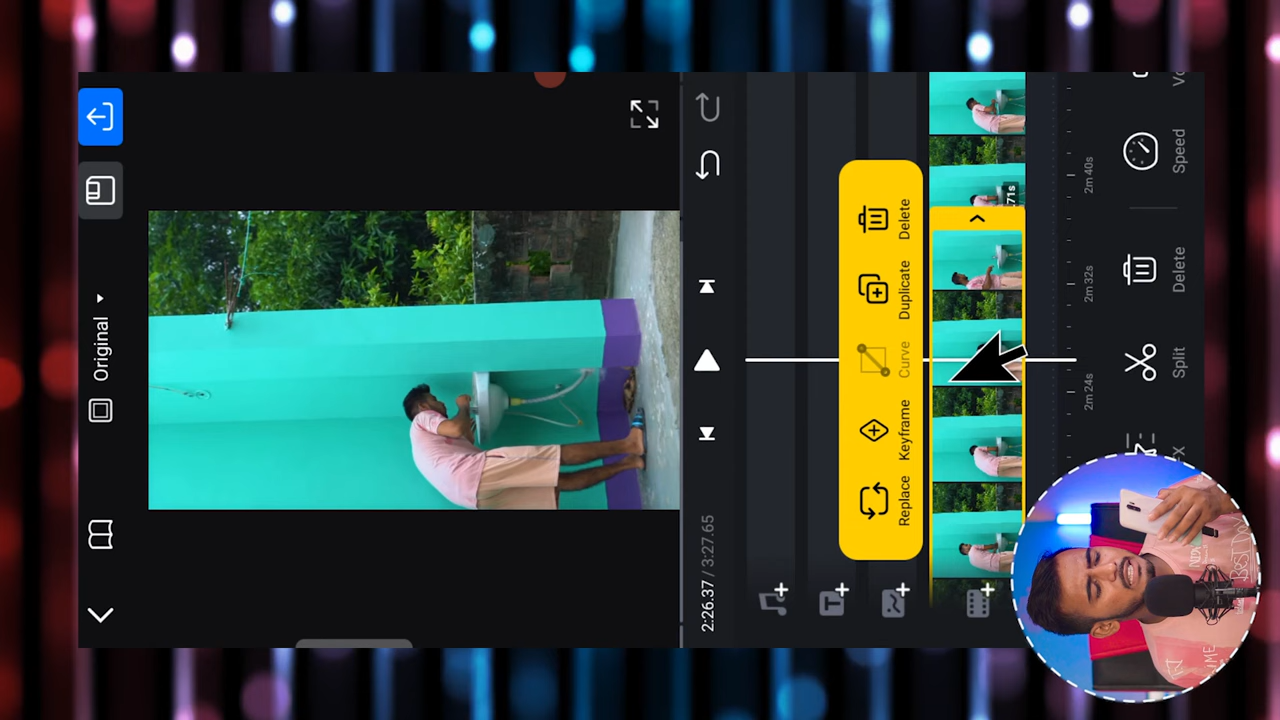 Original
2:26.37 / 3:27.65
Replace
Keyframe
Curve
Duplicate
Delete
71s
2m 24s
2m 32s
2m 40s
Split
Delete
Speed